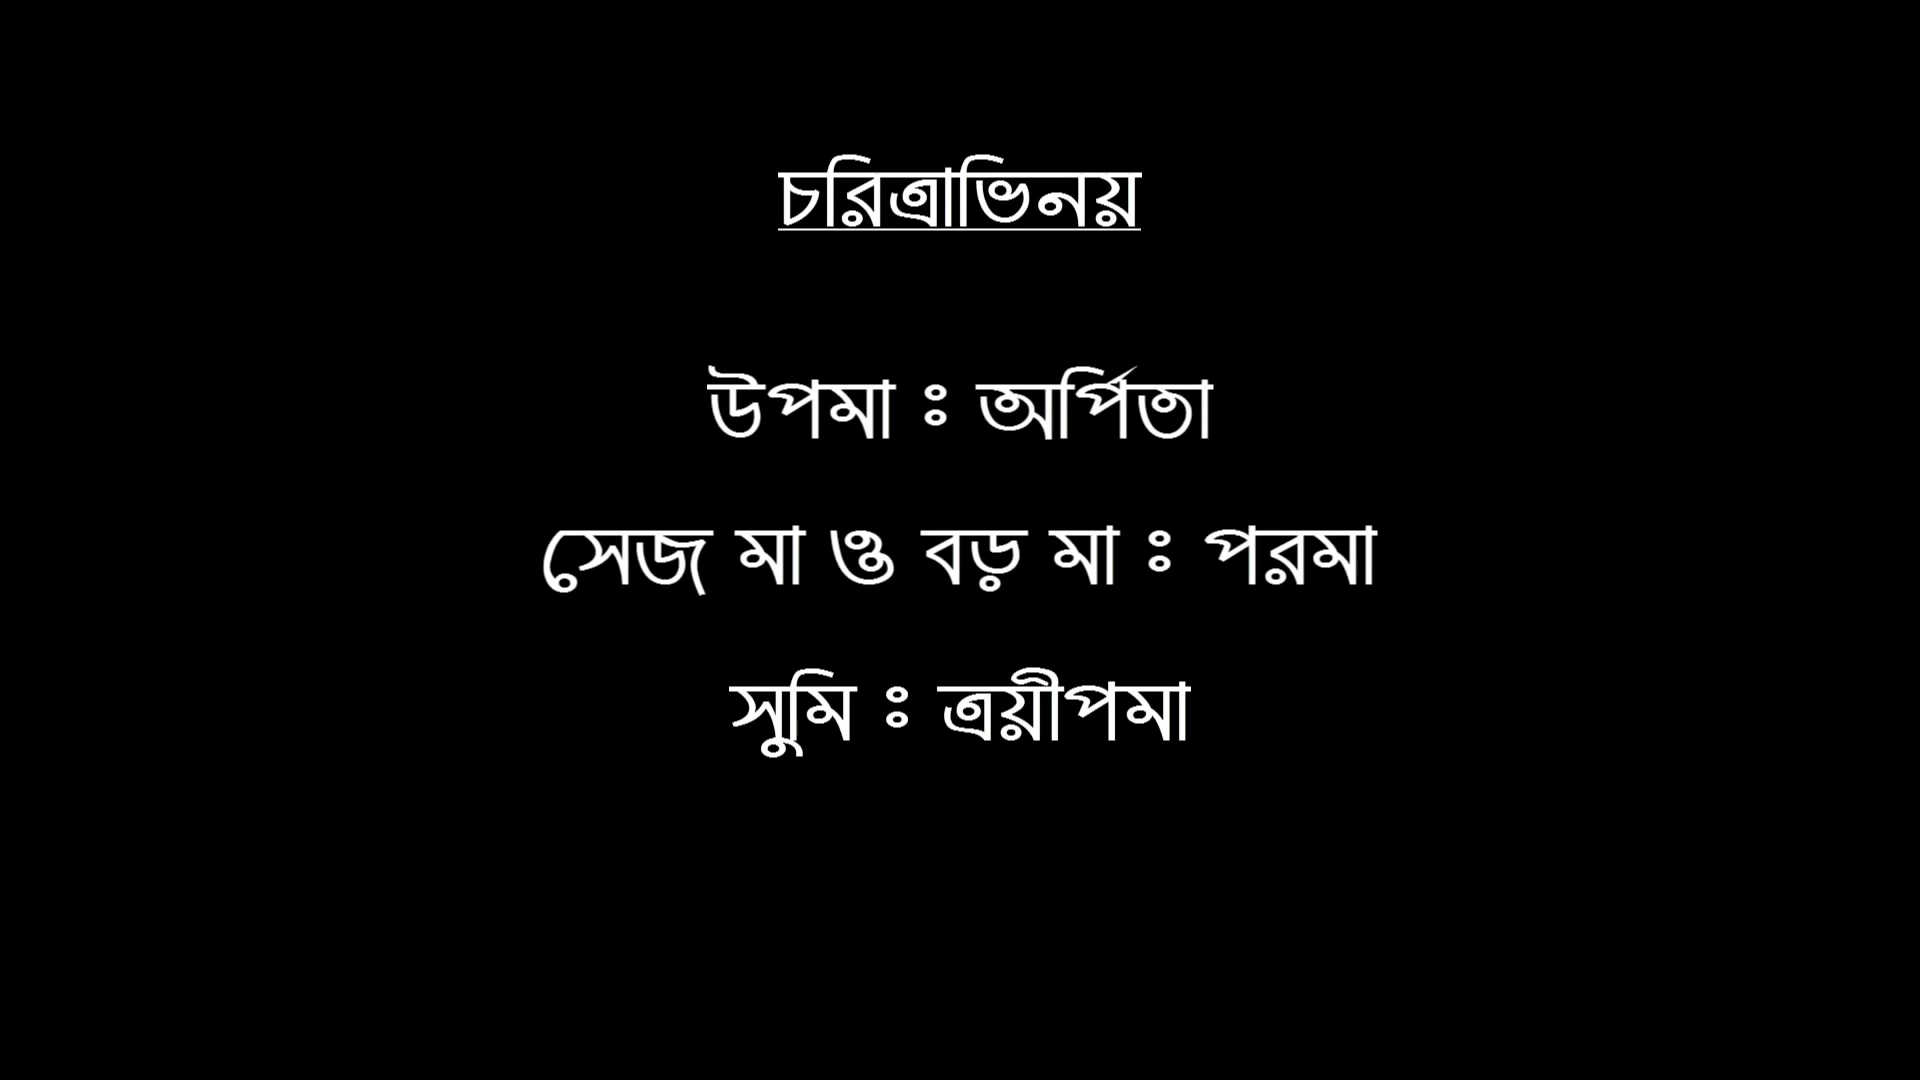 চরিত্রাভিনয়
উপমা ঃ অর্পিতা
সেজ মা ও বড় মা ঃ পরমা
সুমি ঃ ত্রয়ীপমা